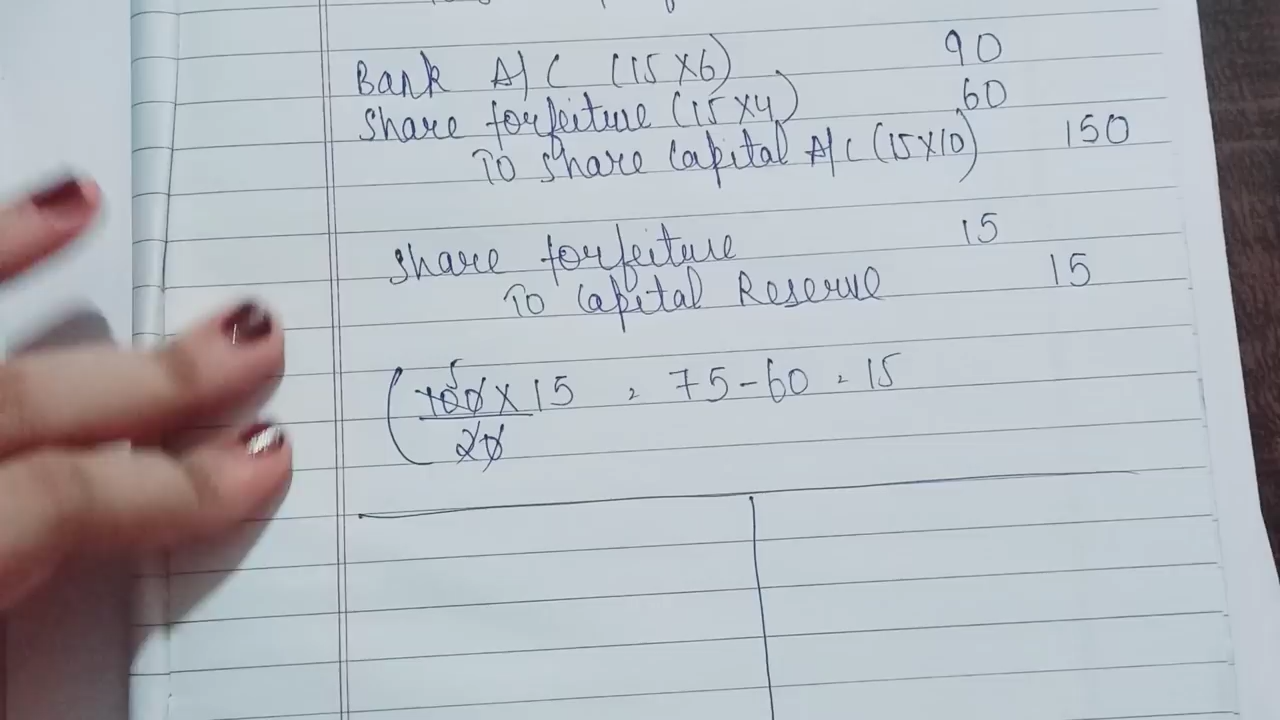 Bank A/C (15X6) 90
Share forfeiture (15X4) 60
To Share Capital A/C (15X10) 150
Share forfeiture 15
To Capital Reserve 15
(100 X 15 = 75-60 = 15
5
20